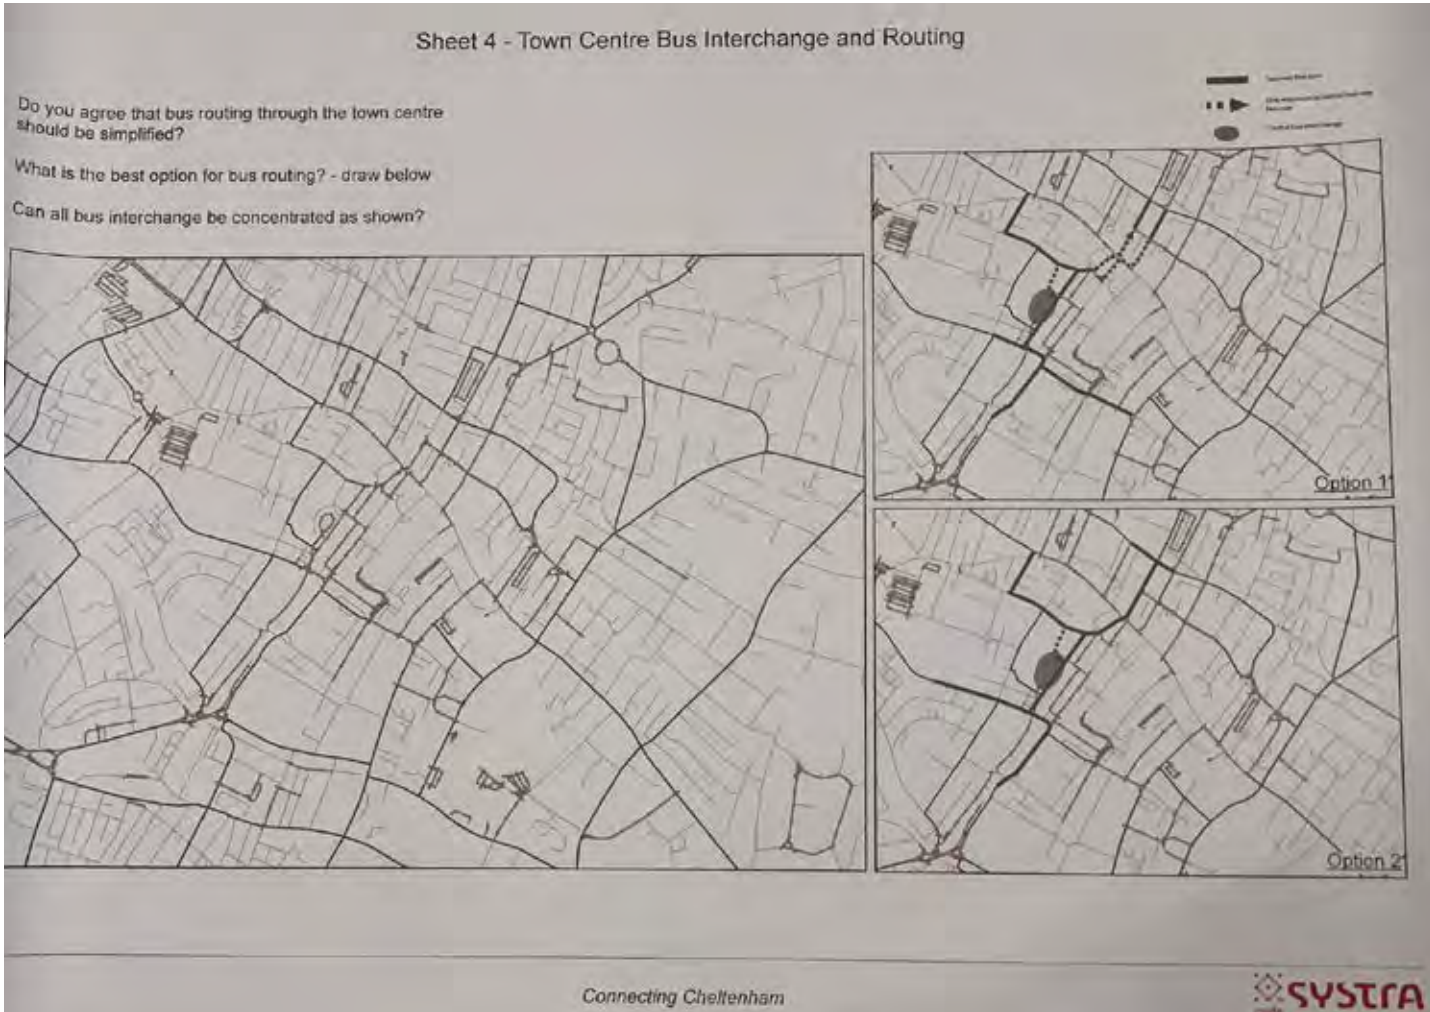 Sheet 4 - Town Centre Bus Interchange and Routing
Do you agree that bus routing through the town centre
should be simplified?
What is the best option for bus routing? - draw below
Can all bus interchange be concentrated as shown?
Option 1
Option 2
Connecting Cheltenham
SYSTRA